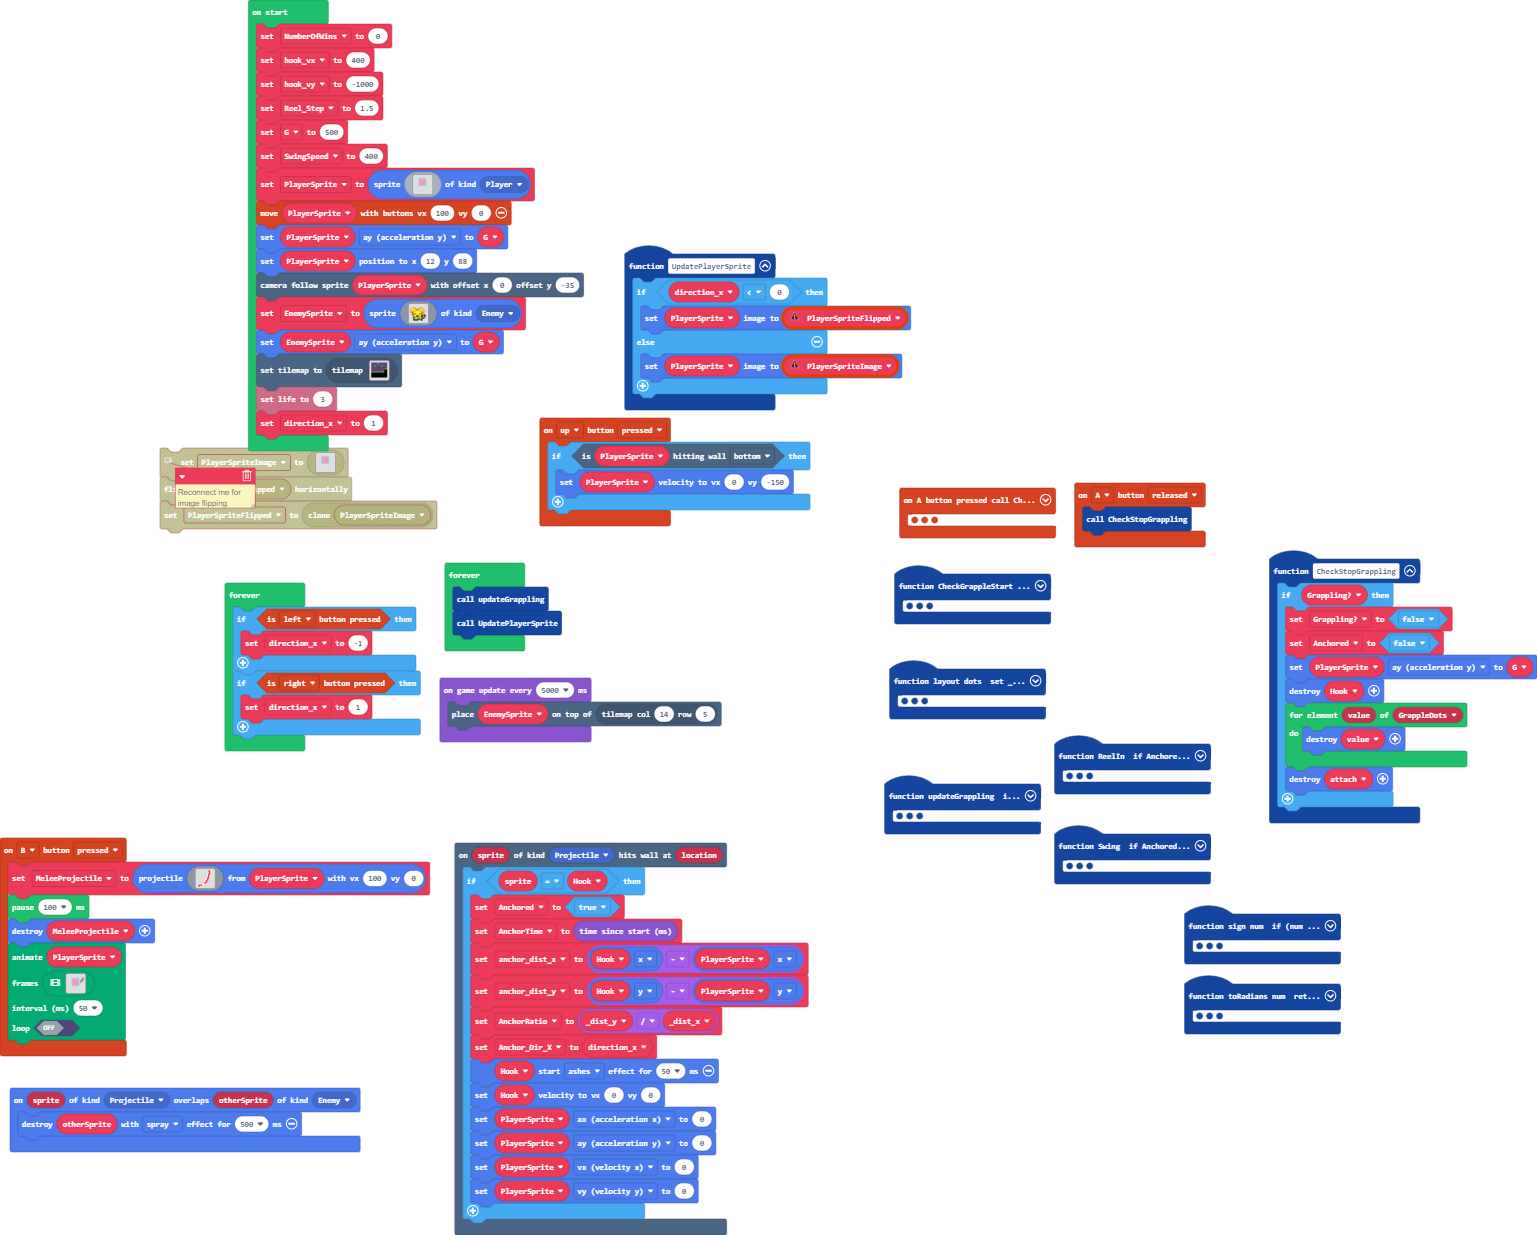 on start
set NumberOfWins to 0
set hook_vx to 400
set hook_vy to -1000
set Reel_Step to 1.5
set G to 500
set SwingSpeed to 400
set PlayerSprite to sprite of kind Player
move PlayerSprite with buttons vx 100 vy 0
set PlayerSprite ay (acceleration y) to G
set PlayerSprite position to x 12 y 88
camera follow sprite PlayerSprite with offset x 0 offset y -35
set EnemySprite to sprite of kind Enemy
set EnemySprite ay (acceleration y) to G
set tilemap to tilemap
set life to 3
set direction_x to 1
set PlayerSpriteImage to
Reconnect me for
image flipping
horizontally
set PlayerSpriteFlipped to clone PlayerSpriteImage
function UpdatePlayerSprite
if direction_x < 0 then
set PlayerSprite image to PlayerSpriteFlipped
else
set PlayerSprite image to PlayerSpriteImage
on up button pressed
if is PlayerSprite hitting wall bottom then
set PlayerSprite velocity to vx 0 vy -150
on A button pressed call Ch...
on A button released
call CheckStopGrappling
function CheckGrappleStart ...
function layout dots set _...
function ReelIn if Anchore...
function updateGrappling i...
function Swing if Anchored...
function sign num if (num ...
function toRadians num ret...
function CheckStopGrappling
if Grappling? then
set Grappling? to false
set Anchored to false
set PlayerSprite ay (acceleration y) to G
destroy Hook
for element value of GrappleDots
do destroy value
destroy attach
forever
if is left button pressed then
set direction_x to -1
if is right button pressed then
set direction_x to 1
forever
call updateGrappling
call UpdatePlayerSprite
on game update every 5000 ms
place EnemySprite on top of tilemap col 14 row 5
on B button pressed
set MeleeProjectile to projectile from PlayerSprite with vx 100 vy 0
pause 100 ms
destroy MeleeProjectile
animate PlayerSprite
frames
interval (ms) 50
loop OFF
on sprite of kind Projectile overlaps otherSprite of kind Enemy
destroy otherSprite with spray effect for 500 ms
on sprite of kind Projectile hits wall at location
if sprite = Hook then
set Anchored to true
set AnchorTime to time since start (ms)
set anchor_dist_x to Hook x - PlayerSprite x
set anchor_dist_y to Hook y - PlayerSprite y
set AnchorRatio to _dist_y / _dist_x
set Anchor_Dir_X to direction_x
Hook start ashes effect for 50 ms
set Hook velocity to vx 0 vy 0
set PlayerSprite ax (acceleration x) to 0
set PlayerSprite ay (acceleration y) to 0
set PlayerSprite vx (velocity x) to 0
set PlayerSprite vy (velocity y) to 0